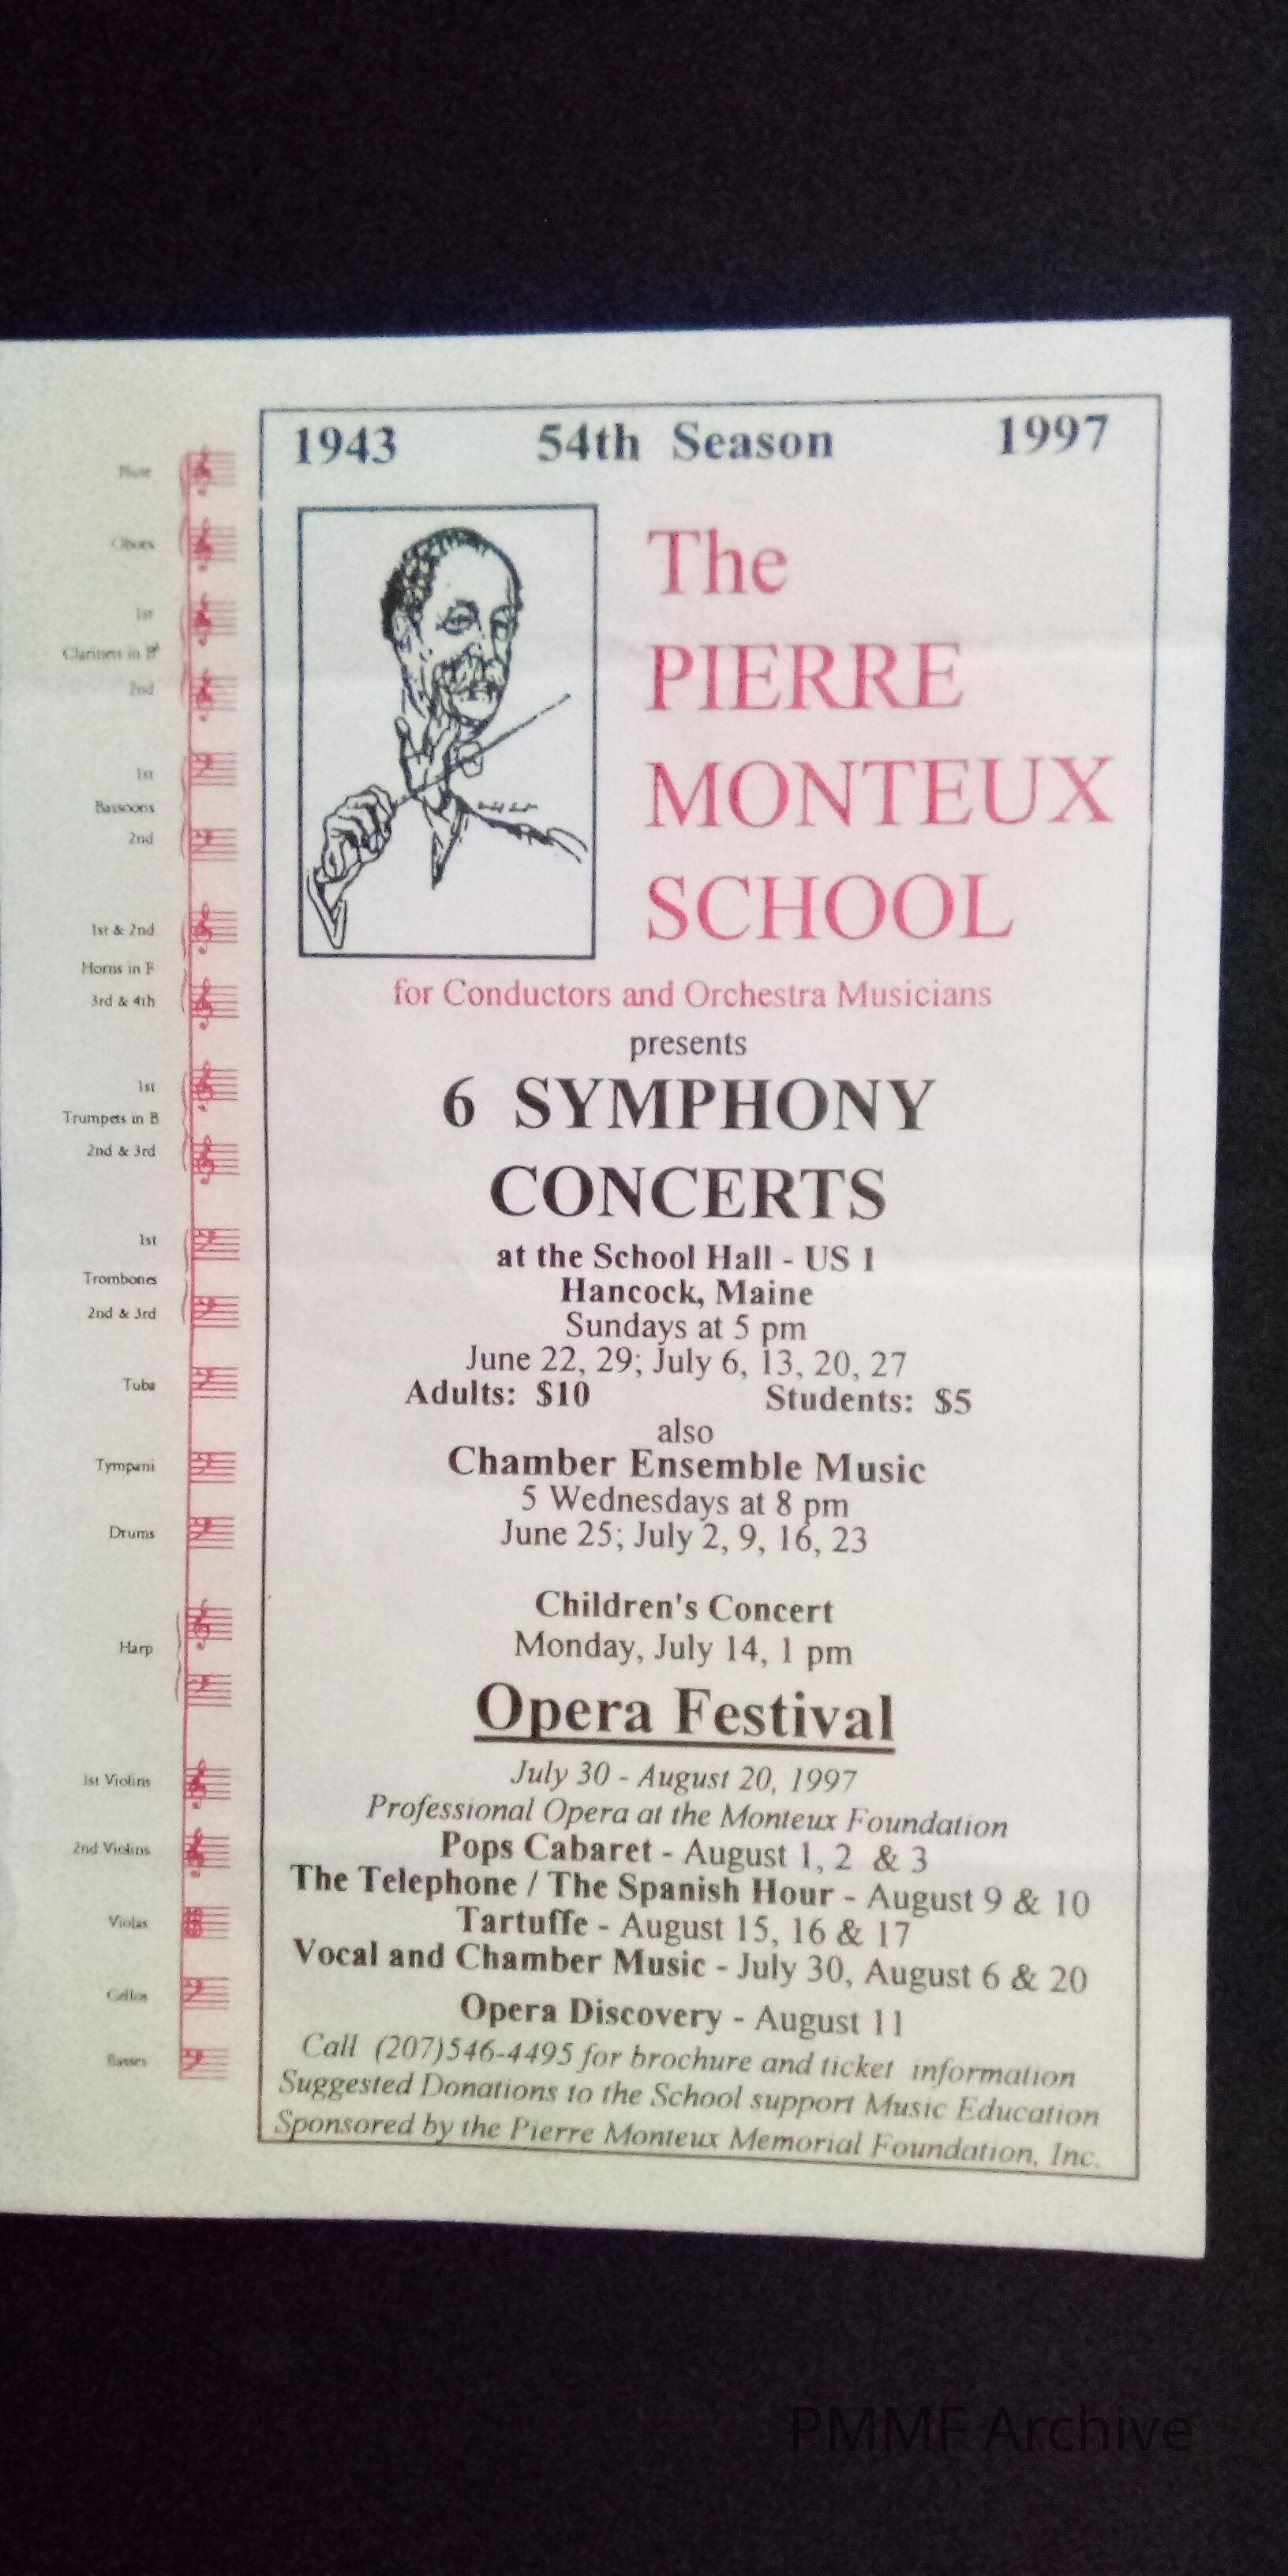 1943 54th Season 1997
The
PIERRE
MONTEUX
SCHOOL
for Conductors and Orchestra Musicians
presents
6 SYMPHONY
CONCERTS
at the School Hall - US 1
Hancock, Maine
Sundays at 5 pm
June 22, 29; July 6, 13, 20, 27
Adults: $10 Students: $5
also
Chamber Ensemble Music
5 Wednesdays at 8 pm
June 25; July 2, 9, 16, 23
Children's Concert
Monday, July 14, 1 pm
Opera Festival
July 30 - August 20, 1997
Professional Opera at the Monteux Foundation
Pops Cabaret - August 1, 2 & 3
The Telephone / The Spanish Hour - August 9 & 10
Tartuffe - August 15, 16 & 17
Vocal and Chamber Music - July 30, August 6 & 20
Opera Discovery - August 11
Call (207)546-4495 for brochure and ticket information
Suggested Donations to the School support Music Education
Sponsored by the Pierre Monteux Memorial Foundation, Inc.
Flute
Oboes
1st
Clarinets in B
2nd
1st
Bassoons
2nd
1st & 2nd
Horns in F
3rd & 4th
1st
Trumpets in B
2nd & 3rd
1st
Trombones
2nd & 3rd
Tuba
Tympani
Drums
Harp
1st Violins
2nd Violins
Violas
Cellos
Basses
PMMF Archive